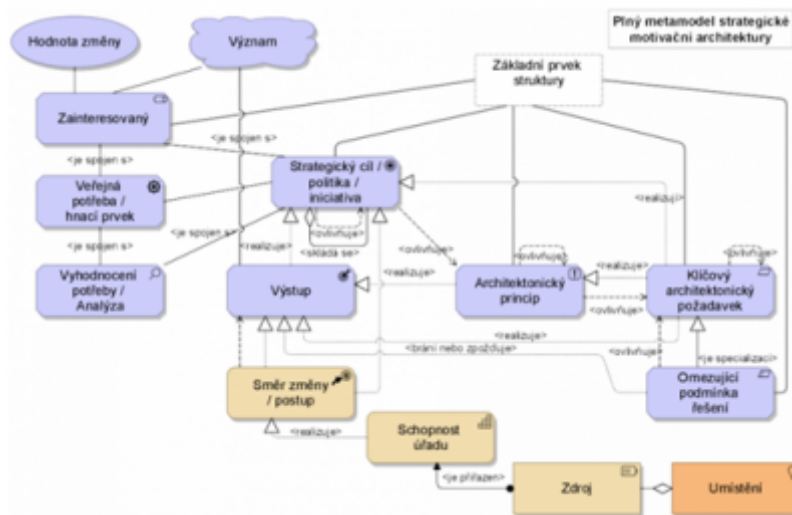 Plný metamodel strategické
motivační architektury
Hodnota změny
Význam
Základní prvek
struktury
Zainteresovaný
<je spojen s>
<je spojen s>
Strategický cíl /
politika /
iniciativa
Veřejná
potřeba /
hnací prvek
<realizují>
<ovlivňuje>
<je spojen s>
<je spojen s>
<skládá se>
<realizuje>
<ovlivňuje>
<ovlivňuje>
<ovlivňuje>
Vyhodnocení
potřeby /
Analýza
Výstup
<realizuje>
Architektonický
princip
<realizuje>
Klíčový
architektonický
požadavek
<ovlivňuje>
<realizuje>
<brání nebo zpožďuje>
<ovlivňuje>
<je specializací>
Směr změny
/ postup
Omezující
podmínka
řešení
<realizuje>
Schopnost
úřadu
<je přiřazen>
Zdroj
Umístění